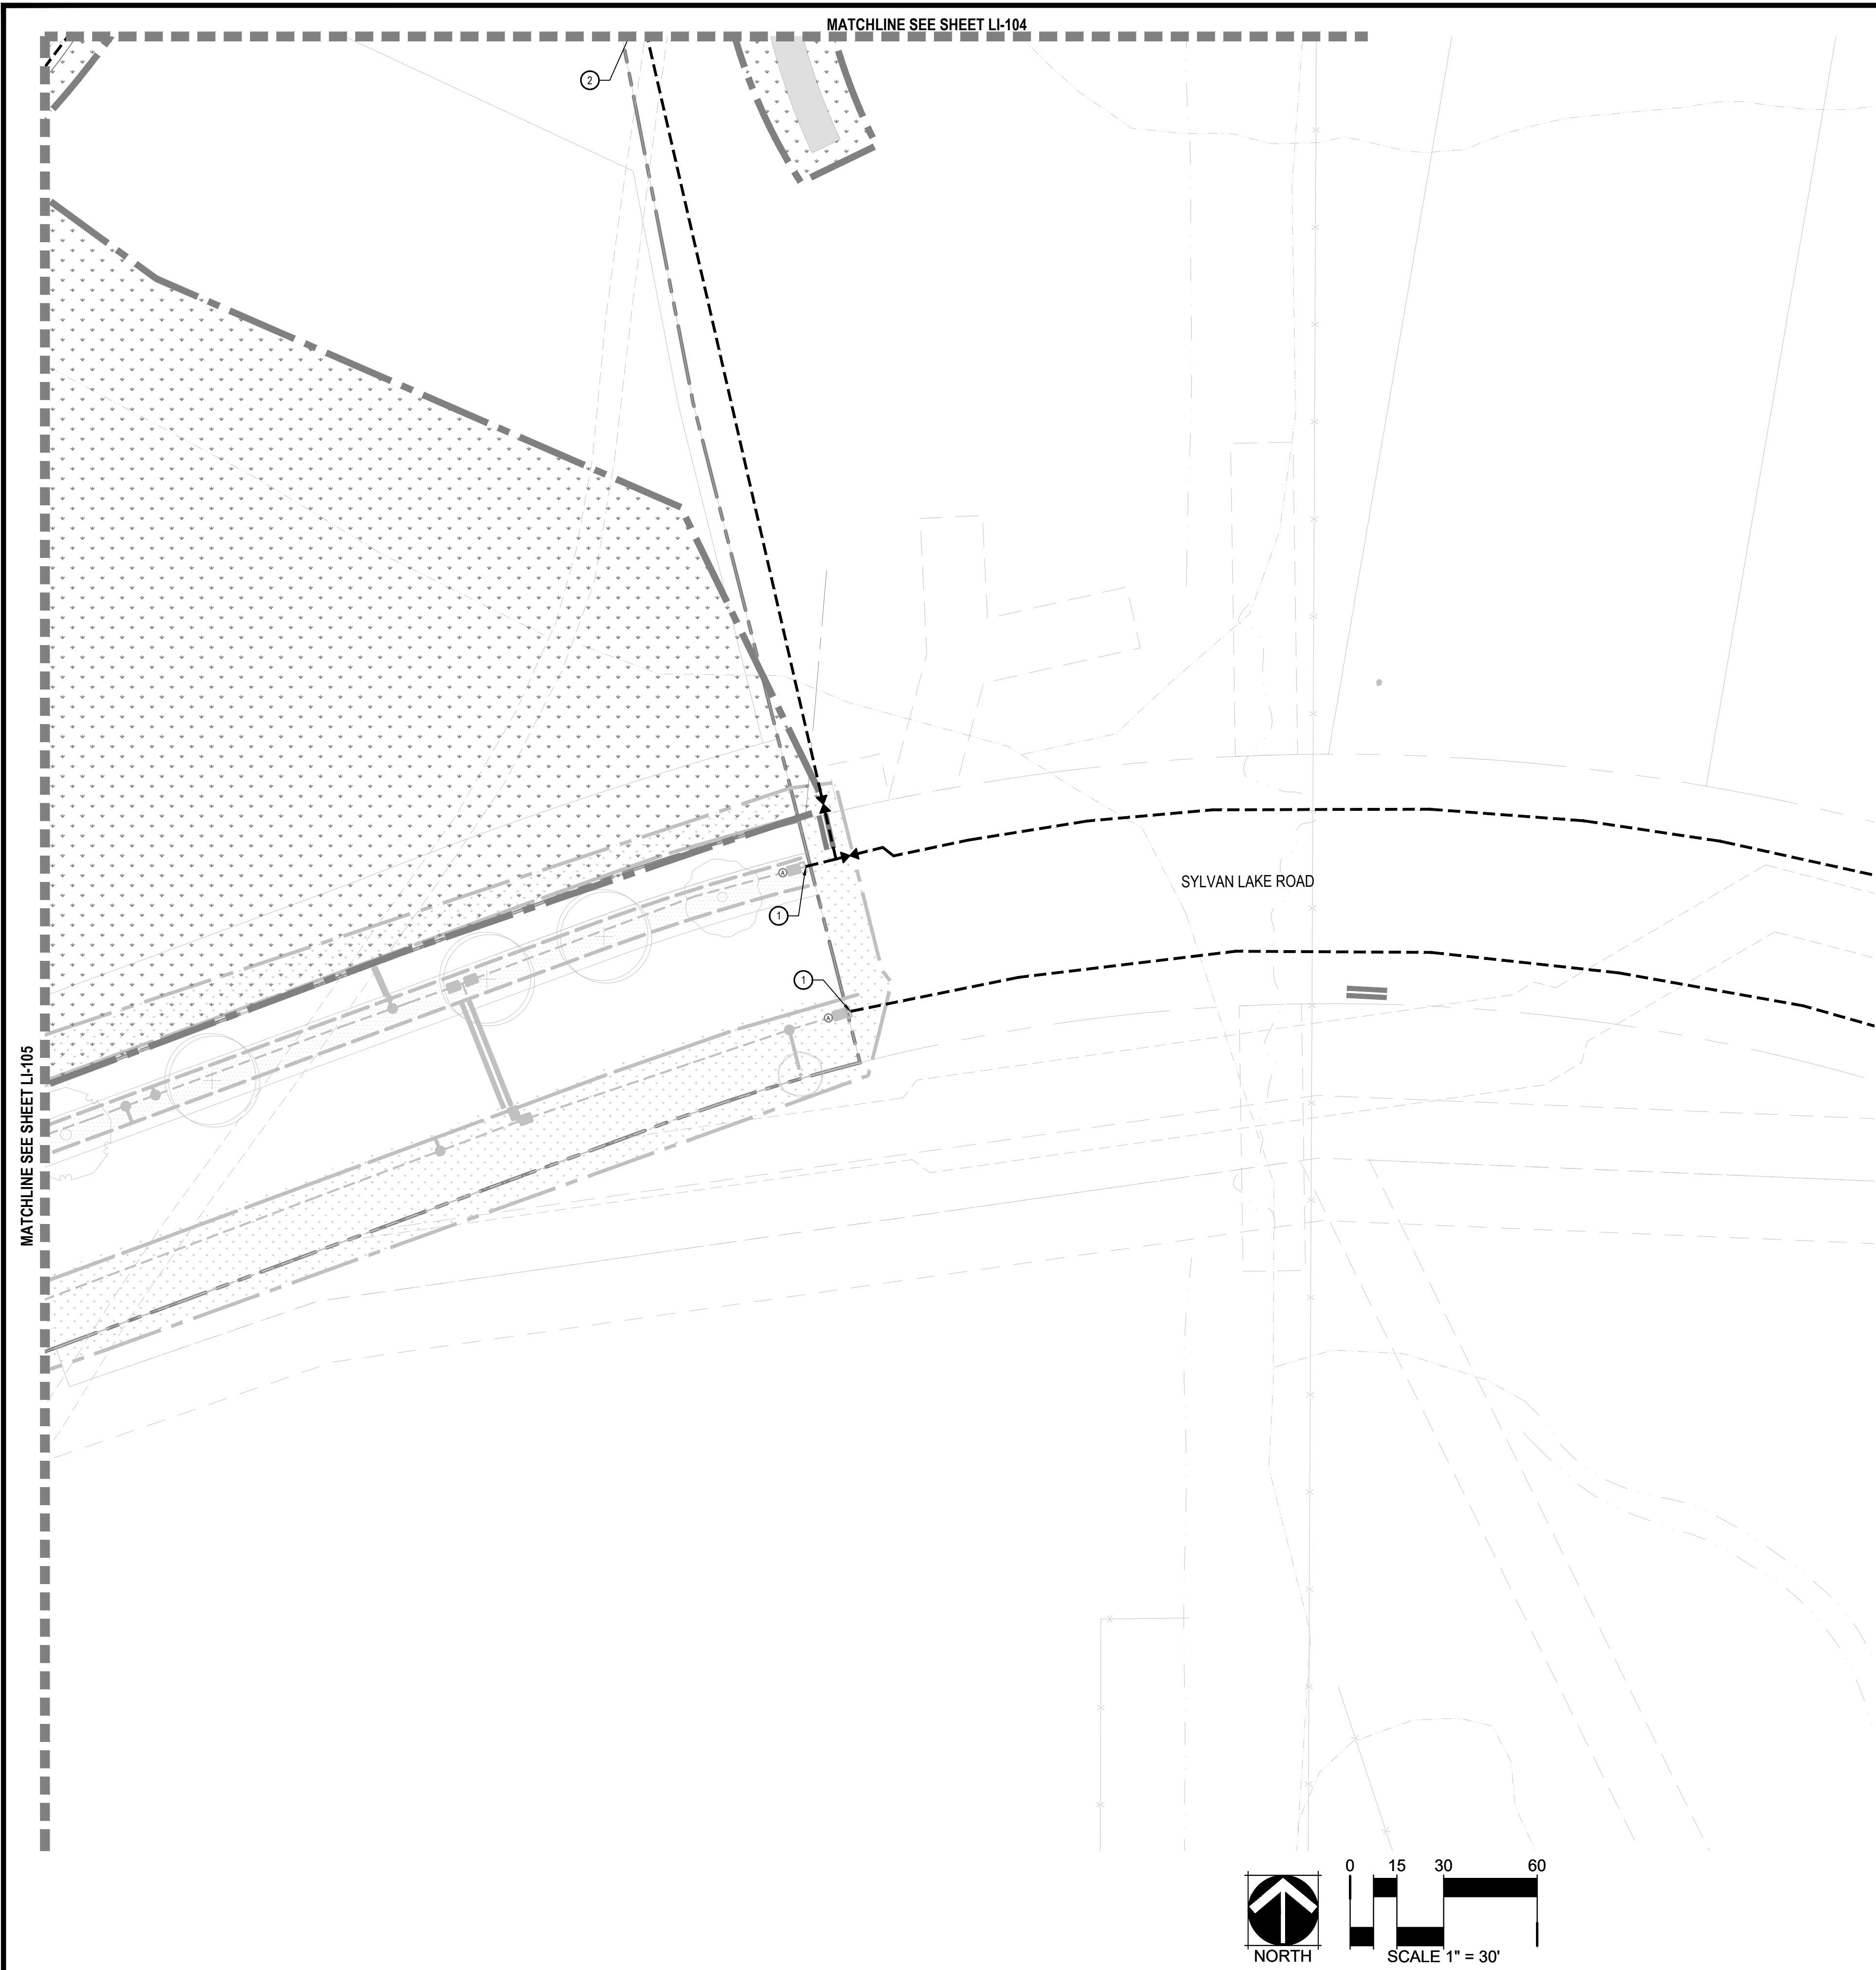 MATCHLINE SEE SHEET LI-104
2
A
1
SYLVAN LAKE ROAD
1
A
MATCHLINE SEE SHEET LI-105
0 15 30 60
NORTH
SCALE 1" = 30'